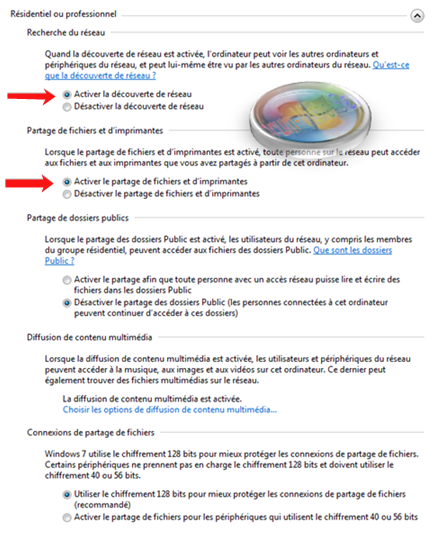 Résidentiel ou professionnel
Recherche du réseau
Quand la découverte de réseau est activée, l'ordinateur peut voir les autres ordinateurs et
périphériques du réseau, et peut lui-même être vu par les autres ordinateurs du réseau. Qu'est-ce
que la découverte de réseau ?
Activer la découverte de réseau
Désactiver la découverte de réseau
Partage de fichiers et d'imprimantes
Lorsque le partage de fichiers et d'imprimantes est activé, toute personne sur le réseau peut accéder
aux fichiers et aux imprimantes que vous avez partagés à partir de cet ordinateur.
Activer le partage de fichiers et d'imprimantes
Désactiver le partage de fichiers et d'imprimantes
Partage de dossiers publics
Lorsque le partage des dossiers Public est activé, les utilisateurs du réseau, y compris les membres
du groupe résidentiel, peuvent accéder aux fichiers des dossiers Public. Que sont les dossiers
Public ?
Activer le partage afin que toute personne avec un accès réseau puisse lire et écrire des
fichiers dans les dossiers Public
Désactiver le partage des dossiers Public (les personnes connectées à cet ordinateur
peuvent continuer d'accéder à ces dossiers)
Diffusion de contenu multimédia
Lorsque la diffusion de contenu multimédia est activée, les utilisateurs et périphériques du réseau
peuvent accéder à la musique, aux images et aux vidéos sur cet ordinateur. Ce dernier peut
également trouver des fichiers multimédias sur le réseau.
La diffusion de contenu multimédia est activée.
Choisir les options de diffusion de contenu multimédia...
Connexions de partage de fichiers
Windows 7 utilise le chiffrement 128 bits pour mieux protéger les connexions de partage de fichiers.
Certains périphériques ne prennent pas en charge le chiffrement 128 bits et doivent utiliser le
chiffrement 40 ou 56 bits.
Utiliser le chiffrement 128 bits pour mieux protéger les connexions de partage de fichiers
(recommandé)
Activer le partage de fichiers pour les périphériques qui utilisent le chiffrement 40 ou 56 bits